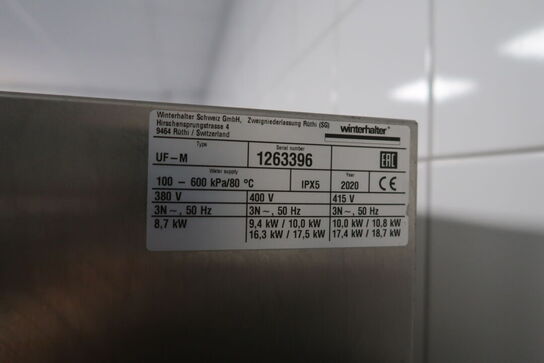 Winterhalter Schweiz GmbH, Zweigniederlassung Rüthi (SG)
Hirschensprungstrasse 4
9464 Rüthi / Switzerland
winterhalter
Type
UF-M
Serial number
1263396
EAC
Water supply
100 - 600 kPa/80 °C
IPX5
Year
2020
CE
380 V 400 V 415 V
3N~, 50 Hz 3N~, 50 Hz 3N~, 50 Hz
8,7 kW 9,4 kW / 10,0 kW 10,0 kW / 10,8 kW
16,3 kW / 17,5 kW 17,4 kW / 18,7 kW